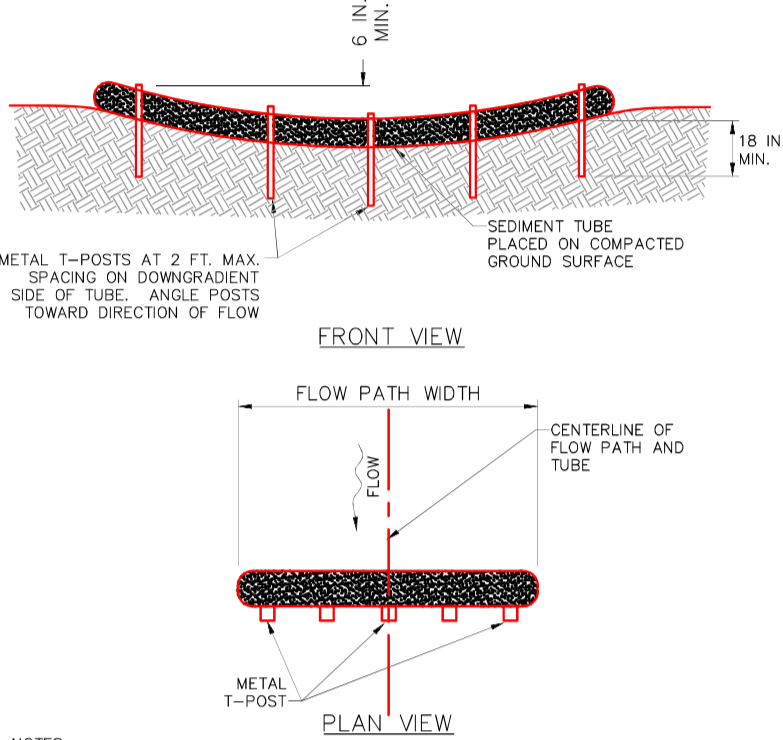 6 IN.
MIN.
18 IN
MIN.
SEDIMENT TUBE
PLACED ON COMPACTED
GROUND SURFACE
METAL T-POSTS AT 2 FT. MAX.
SPACING ON DOWNGRADIENT
SIDE OF TUBE. ANGLE POSTS
TOWARD DIRECTION OF FLOW
FRONT VIEW
FLOW PATH WIDTH
CENTERLINE OF
FLOW PATH AND
TUBE
FLOW
METAL
T-POST
PLAN VIEW